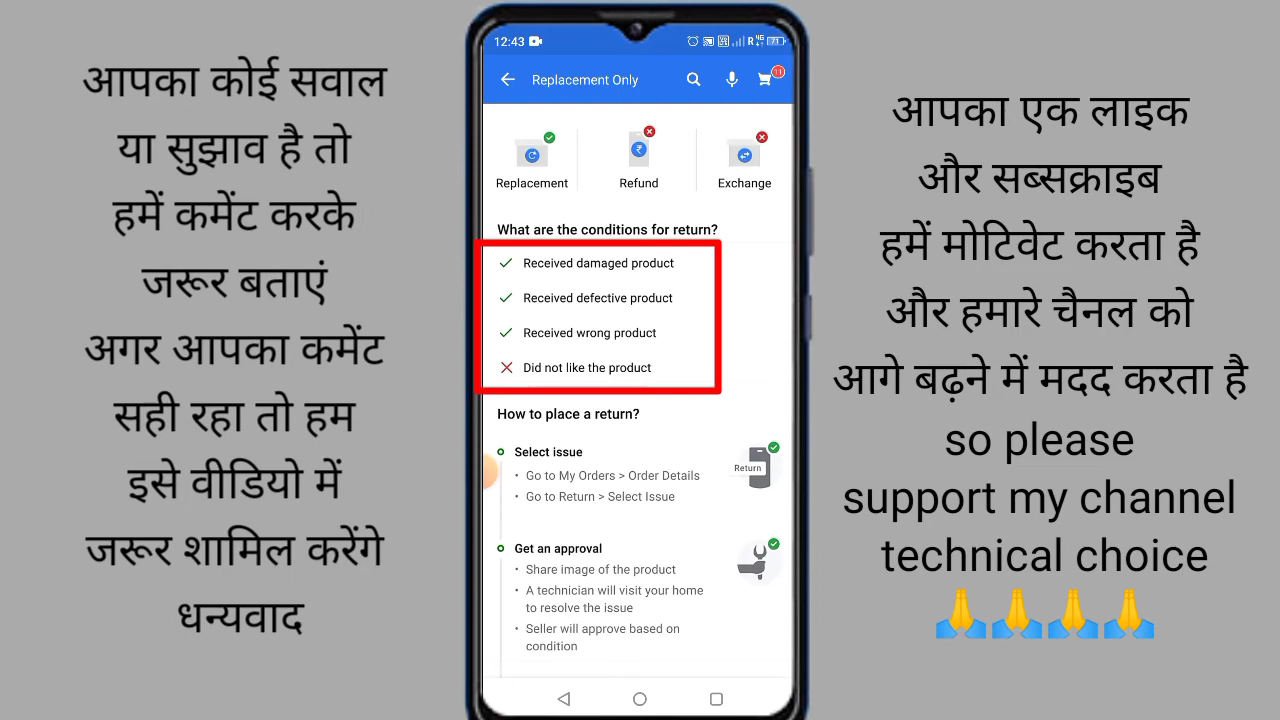 आपका कोई सवाल
या सुझाव है तो
हमें कमेंट करके
जरूर बताएं
अगर आपका कमेंट
सही रहा तो हम
इसे वीडियो में
जरूर शामिल करेंगे
धन्यवाद
12:43
R 4G 71
Replacement Only
11
Replacement
Refund
Exchange
What are the conditions for return?
Received damaged product
Received defective product
Received wrong product
Did not like the product
How to place a return?
Select issue
• Go to My Orders > Order Details
• Go to Return > Select Issue
Return
Get an approval
• Share image of the product
• A technician will visit your home
to resolve the issue
• Seller will approve based on
condition
आपका एक लाइक
और सब्सक्राइब
हमें मोटिवेट करता है
और हमारे चैनल को
आगे बढ़ने में मदद करता है
so please
support my channel
technical choice
🙏🙏🙏🙏